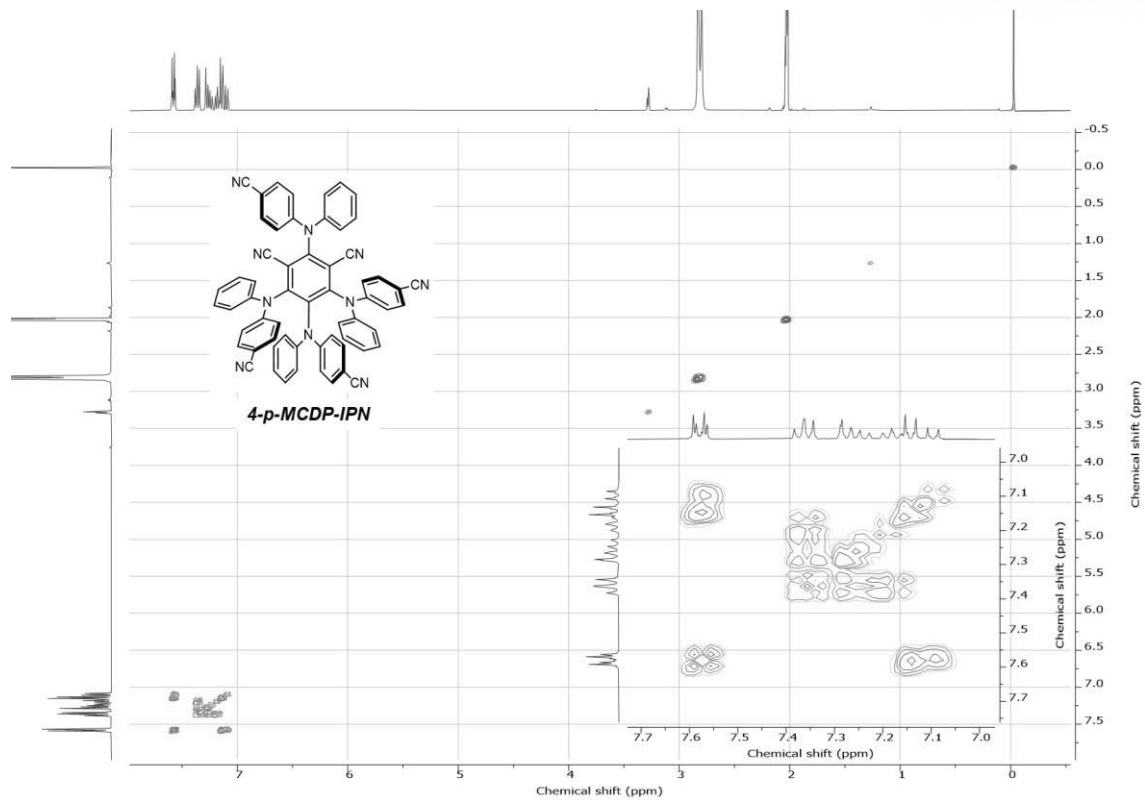 -0.5
0.0
0.5
1.0
1.5
2.0
2.5
3.0
3.5
4.0
4.5
5.0
5.5
6.0
6.5
7.0
7.5
Chemical shift (ppm)
NC
N
NC
CN
N
N
CN
N
NC
CN
4-p-MCDP-IPN
7.0
7.1
7.2
7.3
7.4
7.5
7.6
7.7
Chemical shift (ppm)
7.7 7.6 7.5 7.4 7.3 7.2 7.1 7.0
Chemical shift (ppm)
7 6 5 4 3 2 1 0
Chemical shift (ppm)